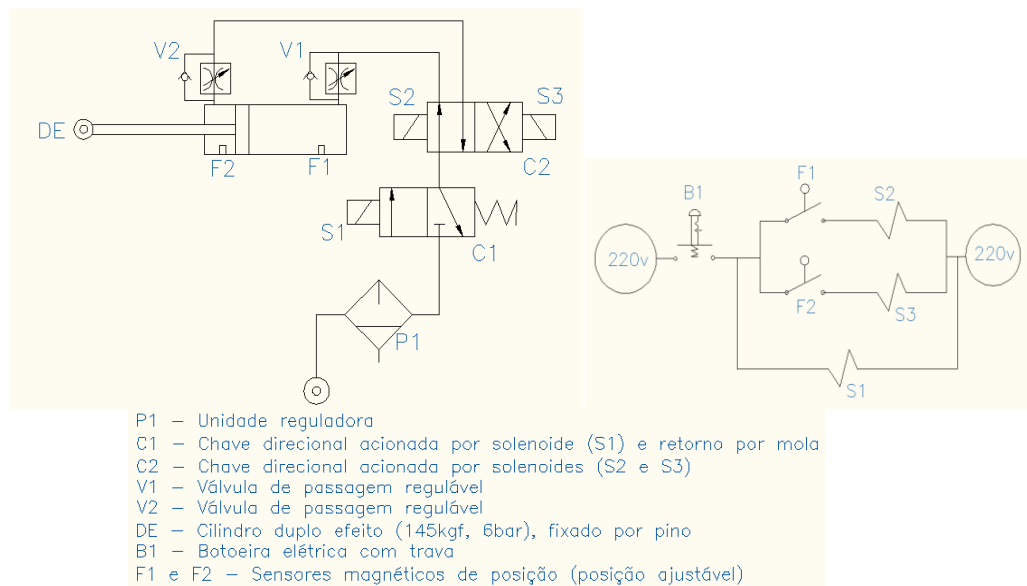 V2
V1
S2
S3
DE
F2
F1
C2
S1
C1
P1
B1
F1
S2
220v
220v
F2
S3
S1
P1 – Unidade reguladora
C1 – Chave direcional acionada por solenoide (S1) e retorno por mola
C2 – Chave direcional acionada por solenoides (S2 e S3)
V1 – Válvula de passagem regulável
V2 – Válvula de passagem regulável
DE – Cilindro duplo efeito (145kgf, 6bar), fixado por pino
B1 – Botoeira elétrica com trava
F1 e F2 – Sensores magnéticos de posição (posição ajustável)